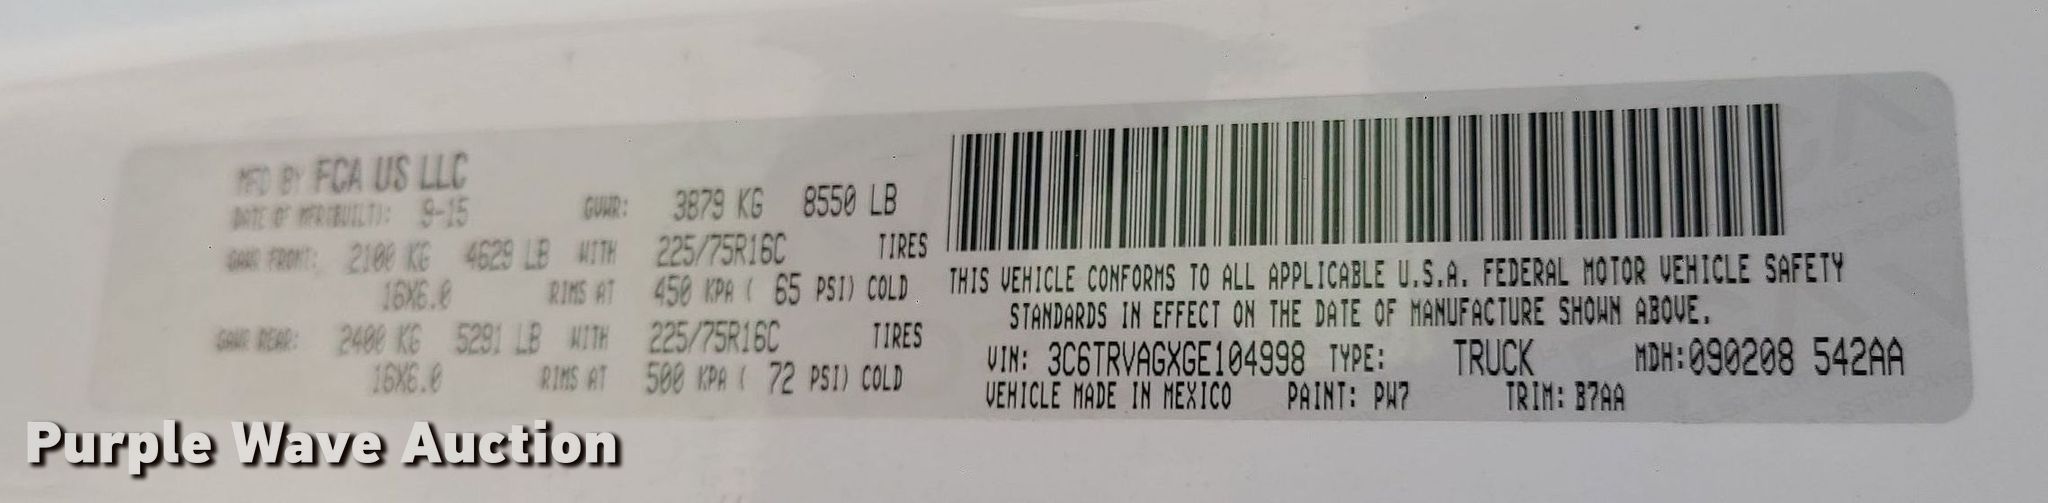 MFD BY FCA US LLC
DATE OF MFR(BUILT): 9-15 GVWR: 3879 KG 8550 LB
GAWR FRONT: 2100 KG 4629 LB WITH 225/75R16C TIRES
16X6.0 RIMS AT 450 KPA ( 65 PSI) COLD
GAWR REAR: 2400 KG 5291 LB WITH 225/75R16C TIRES
16X6.0 RIMS AT 500 KPA ( 72 PSI) COLD
THIS VEHICLE CONFORMS TO ALL APPLICABLE U.S.A. FEDERAL MOTOR VEHICLE SAFETY
STANDARDS IN EFFECT ON THE DATE OF MANUFACTURE SHOWN ABOVE.
VIN: 3C6TRVAGXGE104998 TYPE: TRUCK MDH:090208 542AA
VEHICLE MADE IN MEXICO PAINT: PW7 TRIM: B7AA
Purple Wave Auction